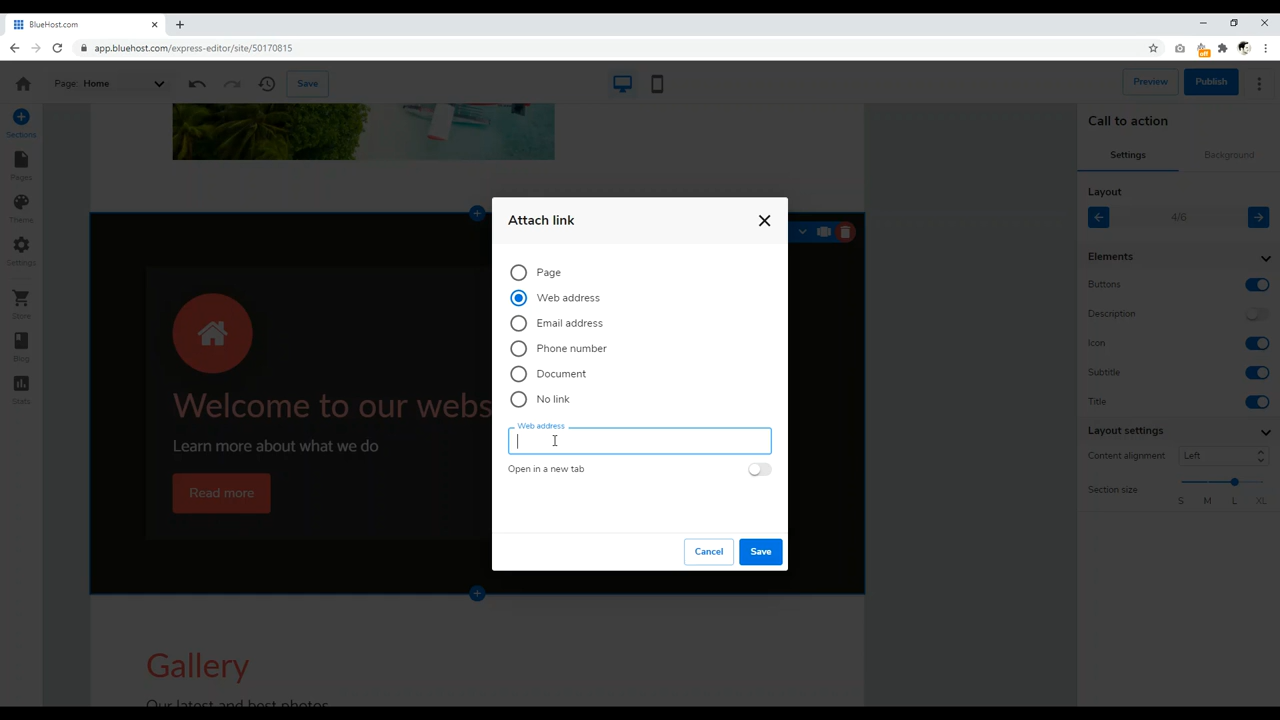 BlueHost.com
app.bluehost.com/express-editor/site/50170815
off
Page: Home
Save
Preview
Publish
Sections
Pages
Theme
Settings
Store
Blog
Stats
Call to action
Settings
Background
Layout
4/6
Elements
Buttons
Description
Icon
Subtitle
Title
Layout settings
Content alignment
Left
Section size
S M L XL
Attach link
Page
Web address
Email address
Phone number
Document
No link
Web address
Open in a new tab
Cancel
Save
Welcome to our webs
Learn more about what we do
Read more
Gallery
Our latest and best photos